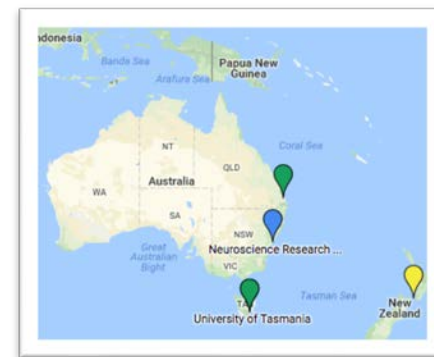 Indonesia
Banda Sea
Papua New
Guinea
Arafura Sea
Coral Sea
NT
QLD
Australia
WA
SA
NSW
Neuroscience Research ...
Great
Australian
Bight
VIC
Tasman Sea
New
Zealand
TAS
University of Tasmania